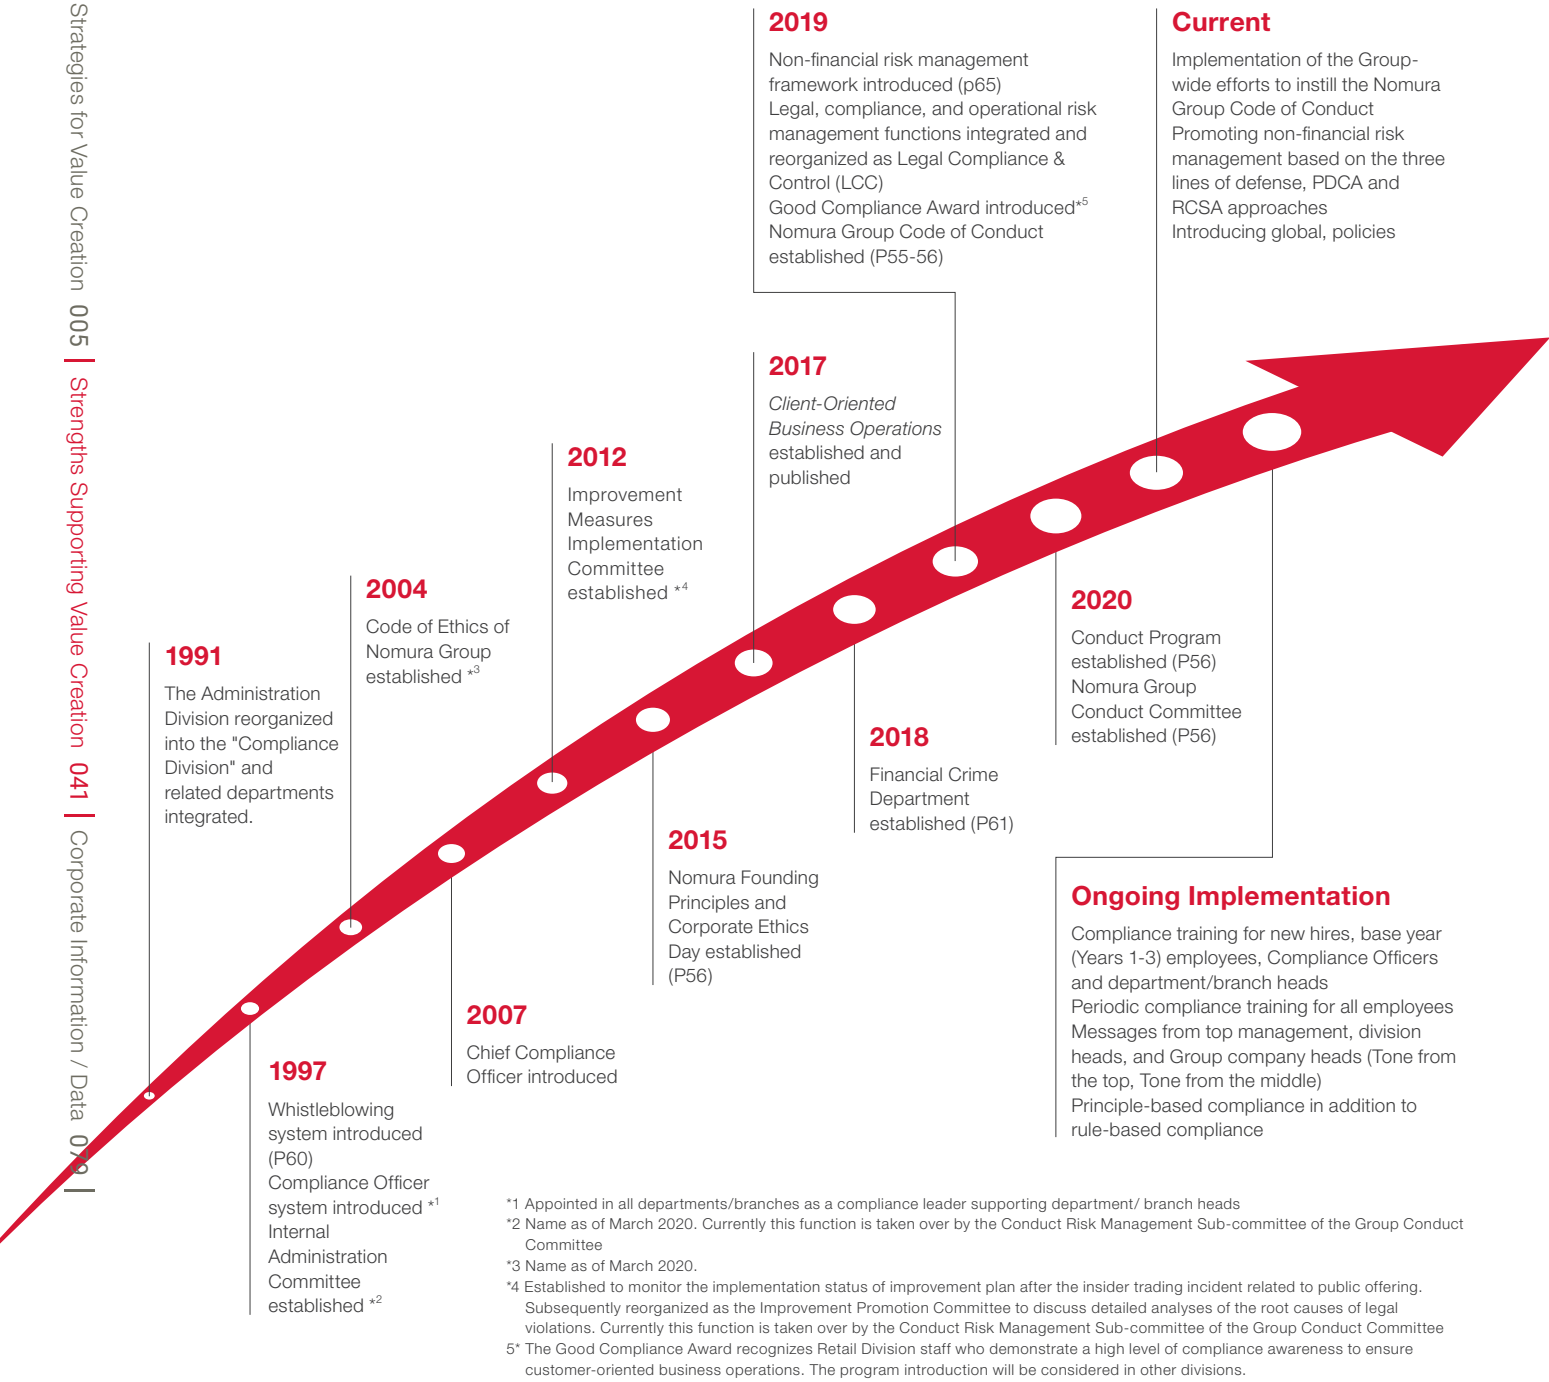 Strategies for Value Creation 005
Strengths Supporting Value Creation 041
Corporate Information / Data 079
1991
The Administration
Division reorganized
into the "Compliance
Division" and
related departments
integrated.
1997
Whistleblowing
system introduced
(P60)
Compliance Officer
system introduced *1
Internal
Administration
Committee
established *2
2004
Code of Ethics of
Nomura Group
established *3
2007
Chief Compliance
Officer introduced
2012
Improvement
Measures
Implementation
Committee
established *4
2015
Nomura Founding
Principles and
Corporate Ethics
Day established
(P56)
2017
Client-Oriented
Business Operations
established and
published
2018
Financial Crime
Department
established (P61)
2019
Non-financial risk management
framework introduced (p65)
Legal, compliance, and operational risk
management functions integrated and
reorganized as Legal Compliance &
Control (LCC)
Good Compliance Award introduced*5
Nomura Group Code of Conduct
established (P55-56)
2020
Conduct Program
established (P56)
Nomura Group
Conduct Committee
established (P56)
Current
Implementation of the Group-
wide efforts to instill the Nomura
Group Code of Conduct
Promoting non-financial risk
management based on the three
lines of defense, PDCA and
RCSA approaches
Introducing global, policies
Ongoing Implementation
Compliance training for new hires, base year
(Years 1-3) employees, Compliance Officers
and department/branch heads
Periodic compliance training for all employees
Messages from top management, division
heads, and Group company heads (Tone from
the top, Tone from the middle)
Principle-based compliance in addition to
rule-based compliance
*1 Appointed in all departments/branches as a compliance leader supporting department/ branch heads
*2 Name as of March 2020. Currently this function is taken over by the Conduct Risk Management Sub-committee of the Group Conduct
Committee
*3 Name as of March 2020.
*4 Established to monitor the implementation status of improvement plan after the insider trading incident related to public offering.
Subsequently reorganized as the Improvement Promotion Committee to discuss detailed analyses of the root causes of legal
violations. Currently this function is taken over by the Conduct Risk Management Sub-committee of the Group Conduct Committee
5* The Good Compliance Award recognizes Retail Division staff who demonstrate a high level of compliance awareness to ensure
customer-oriented business operations. The program introduction will be considered in other divisions.